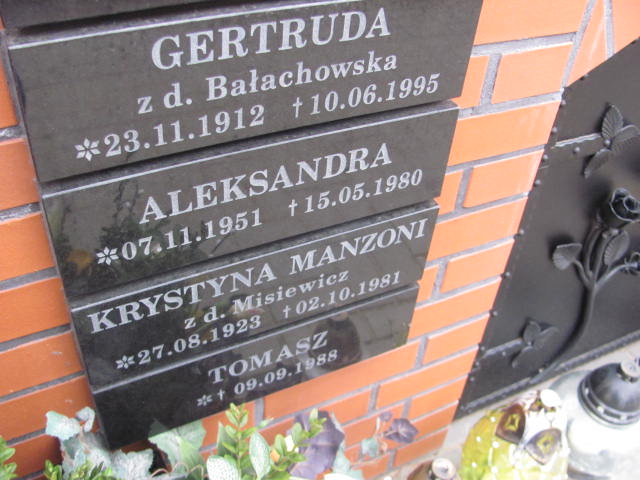 GERTRUDA
z d. Bałachowska
*23.11.1912 †10.06.1995
ALEKSANDRA
*07.11.1951 †15.05.1980
KRYSTYNA MANZONI
z d. Misiewicz
*27.08.1923 †02.10.1981
TOMASZ
*†09.09.1988